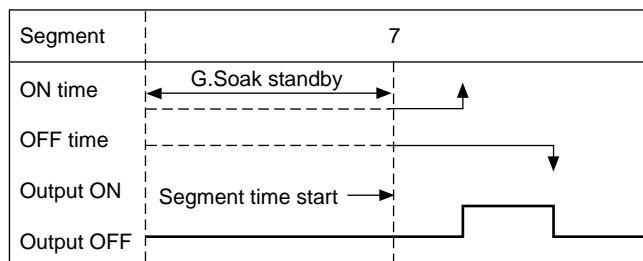 Segment 7
G.Soak standby
ON time
OFF time
Output ON
Segment time start
Output OFF